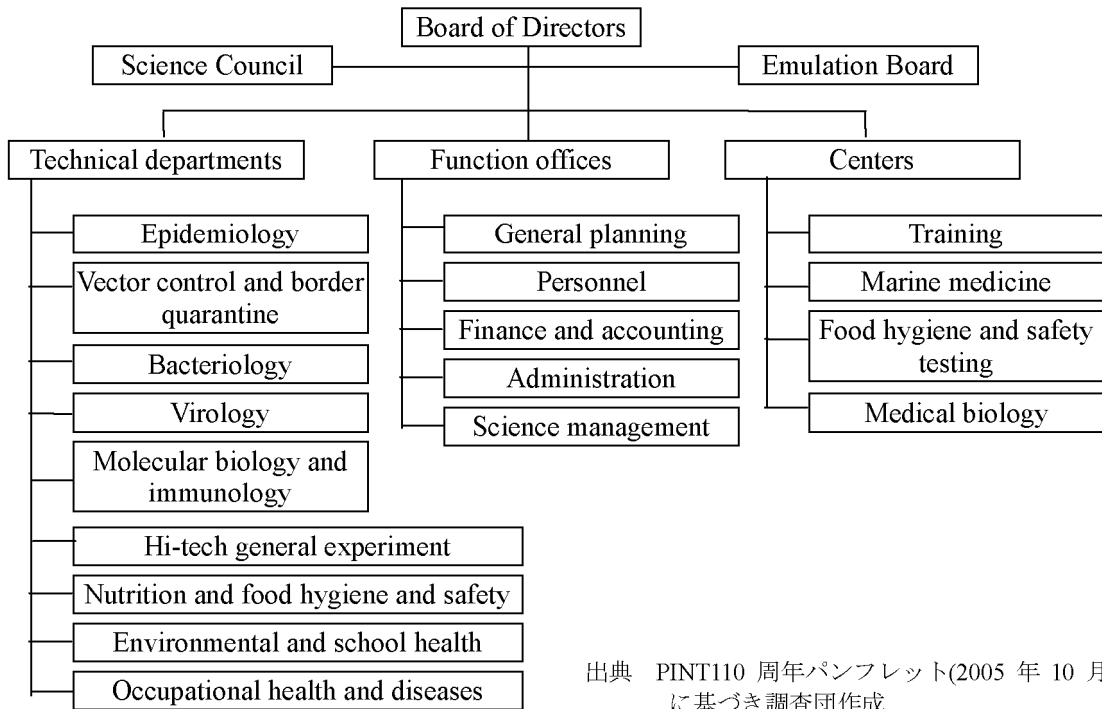 Board of Directors
Science Council
Emulation Board
Technical departments
Function offices
Centers
Epidemiology
Vector control and border
quarantine
Bacteriology
Virology
Molecular biology and
immunology
Hi-tech general experiment
Nutrition and food hygiene and safety
Environmental and school health
Occupational health and diseases
General planning
Personnel
Finance and accounting
Administration
Science management
Training
Marine medicine
Food hygiene and safety
testing
Medical biology
出典 PINT110 周年パンフレット(2005 年 10 月
に基づき調査団作成